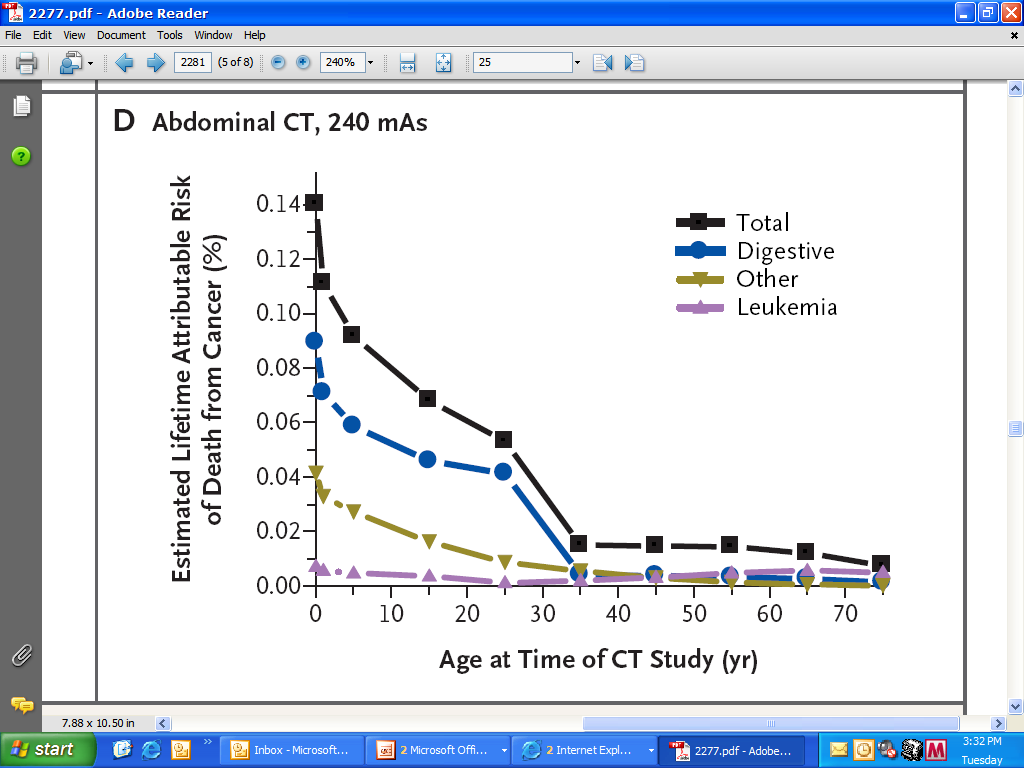 2277.pdf - Adobe Reader
File Edit View Document Tools Window Help
2281 (5 of 8) 240% 25
D Abdominal CT, 240 mAs
Estimated Lifetime Attributable Risk
of Death from Cancer (%)
0.14
0.12
0.10
0.08
0.06
0.04
0.02
0.00
Total
Digestive
Other
Leukemia
0 10 20 30 40 50 60 70
Age at Time of CT Study (yr)
7.88 x 10.50 in
start
Inbox - Microsoft...
2 Microsoft Offi...
2 Internet Expl...
2277.pdf - Adobe...
3:32 PM
Tuesday